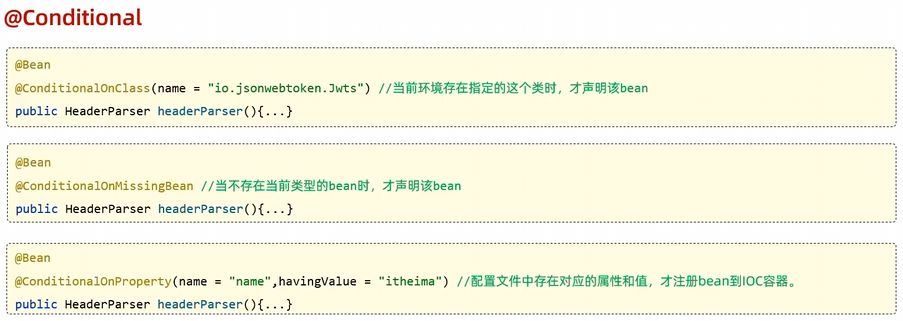 @Conditional
@Bean
@ConditionalOnClass(name = "io.jsonwebtoken.Jwts") //当前环境存在指定的这个类时，才声明该bean
public HeaderParser headerParser(){...}
@Bean
@ConditionalOnMissingBean //当不存在当前类型的bean时，才声明该bean
public HeaderParser headerParser(){...}
@Bean
@ConditionalOnProperty(name = "name",havingValue = "itheima") //配置文件中存在对应的属性和值，才注册bean到IOC容器。
public HeaderParser headerParser(){...}